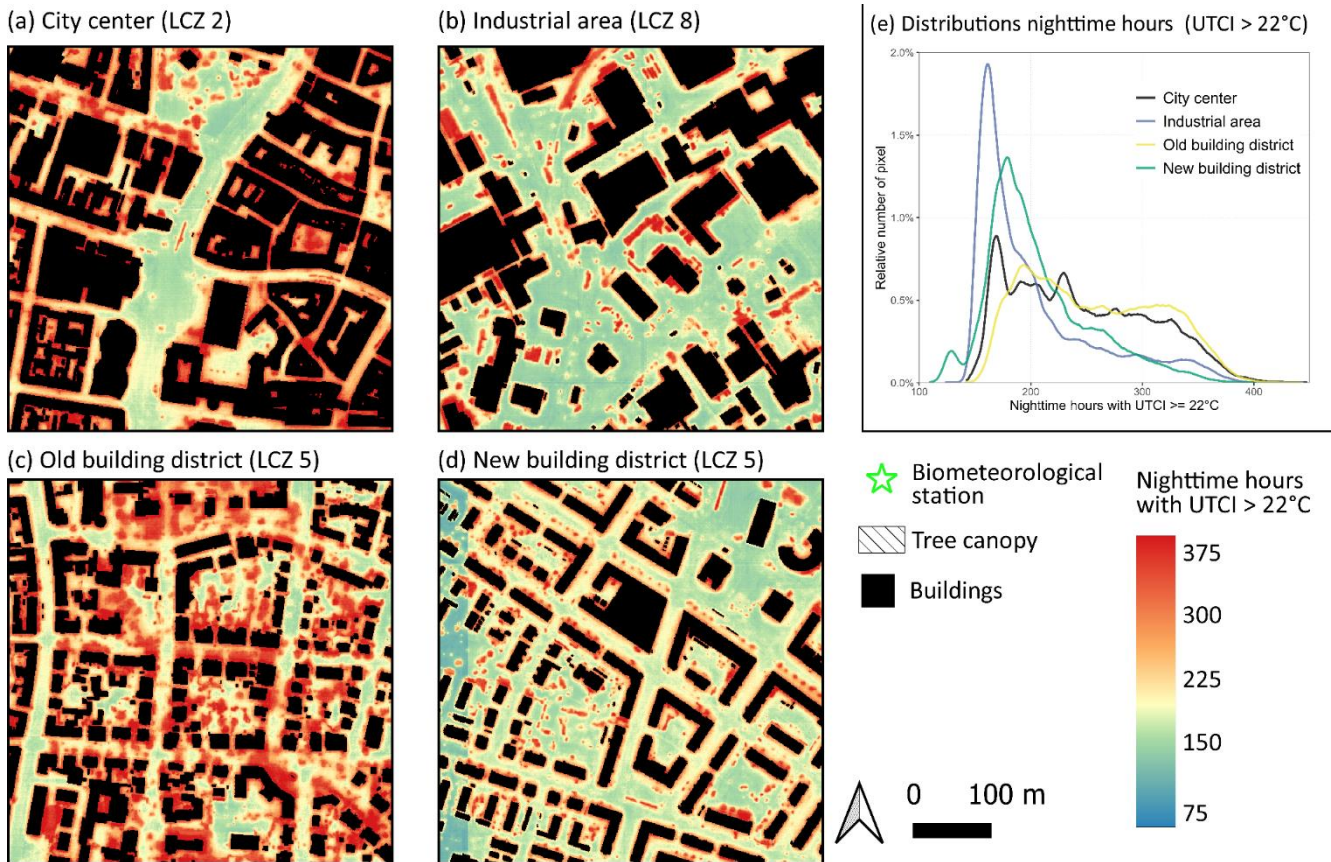 (a) City center (LCZ 2)
(b) Industrial area (LCZ 8)
(e) Distributions nighttime hours (UTCI > 22°C)
2.0%
1.5%
1.0%
0.5%
0.0%
Relative number of pixel
City center
Industrial area
Old building district
New building district
100
200
300
400
Nighttime hours with UTCI >= 22°C
(c) Old building district (LCZ 5)
(d) New building district (LCZ 5)
Biometeorological
station
Tree canopy
Buildings
Nighttime hours
with UTCI > 22°C
375
300
225
150
75
0 100 m